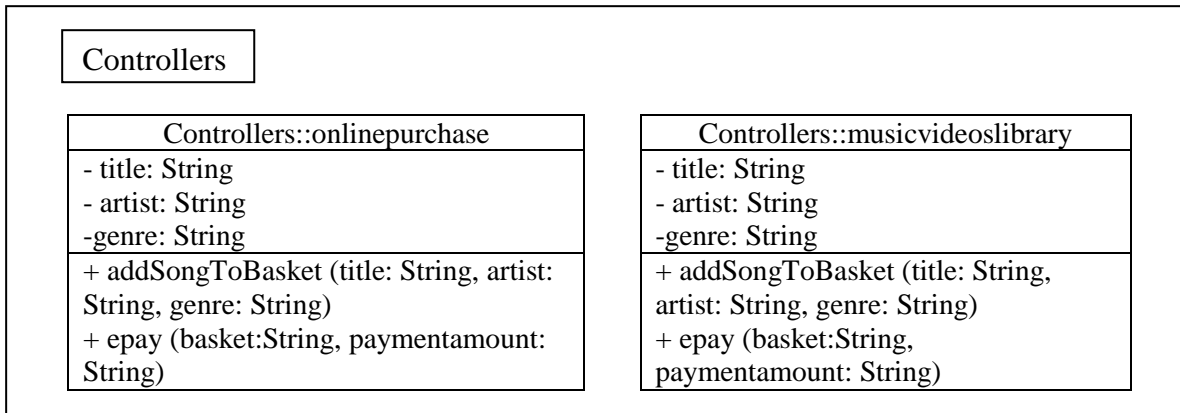 Controllers
Controllers::onlinepurchase
- title: String
- artist: String
-genre: String
+ addSongToBasket (title: String, artist:
String, genre: String)
+ epay (basket:String, paymentamount:
String)
Controllers::musicvideoslibrary
- title: String
- artist: String
-genre: String
+ addSongToBasket (title: String,
artist: String, genre: String)
+ epay (basket:String,
paymentamount: String)